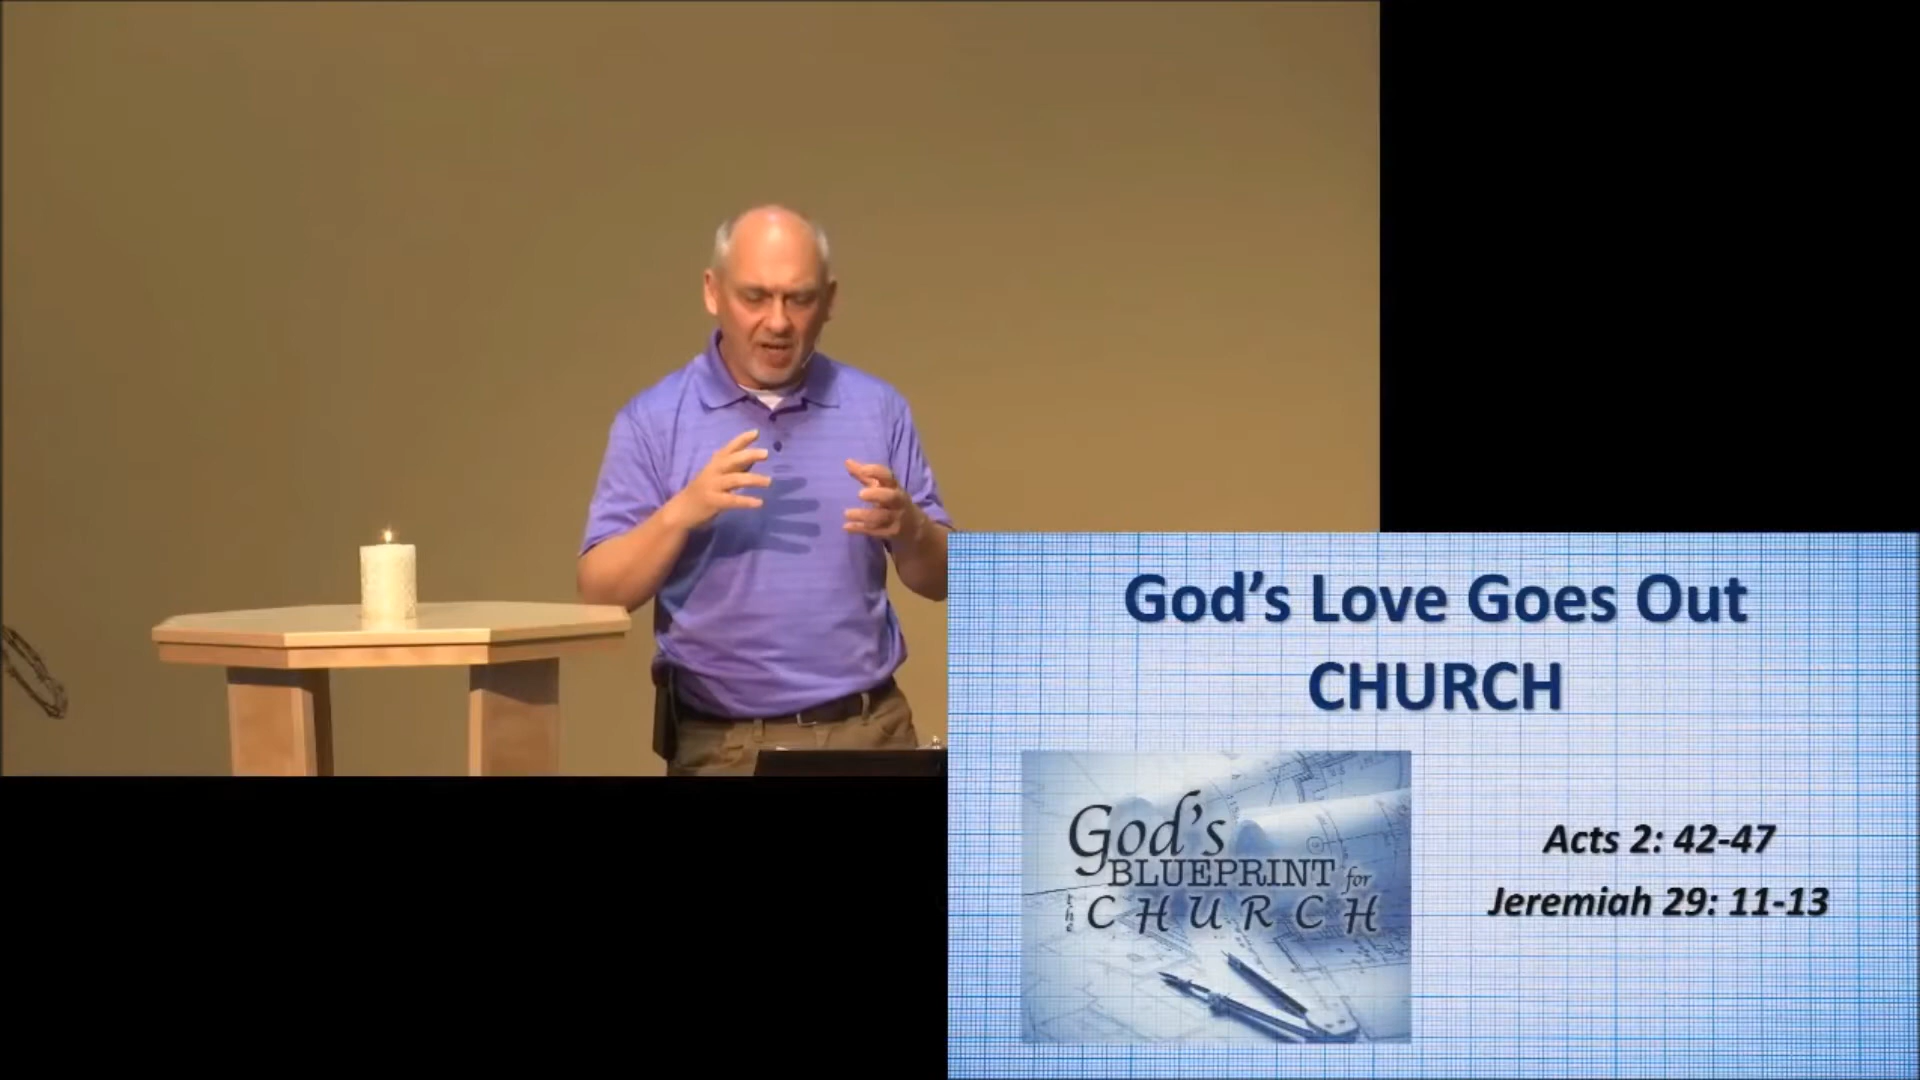 God's Love Goes Out
CHURCH
God's
BLUEPRINT for
the CHURCH
Acts 2: 42-47
Jeremiah 29: 11-13